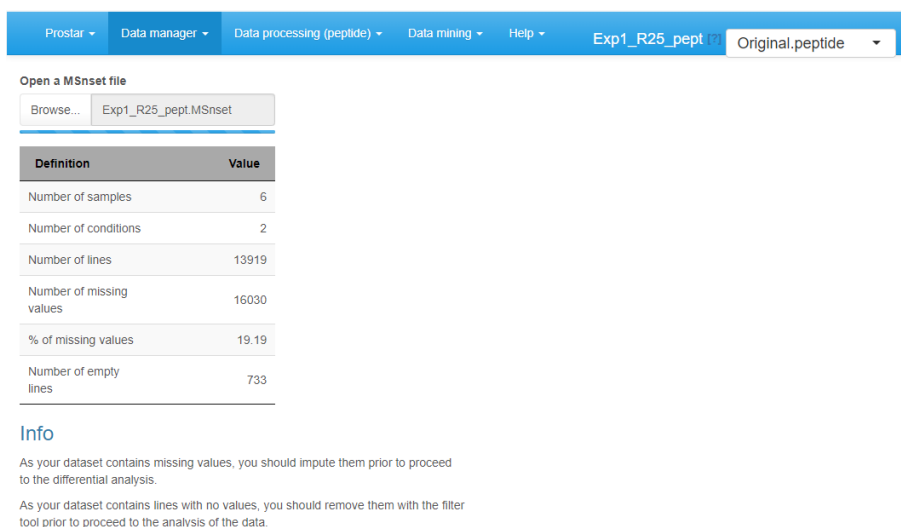 Prostar Data manager Data processing (peptide) Data mining Help Exp1_R25_pept [?] Original.peptide
Open a MSnset file
Browse... Exp1_R25_pept.MSnset
Definition Value
Number of samples 6
Number of conditions 2
Number of lines 13919
Number of missing
values 16030
% of missing values 19.19
Number of empty
lines 733
Info
As your dataset contains missing values, you should impute them prior to proceed
to the differential analysis.
As your dataset contains lines with no values, you should remove them with the filter
tool prior to proceed to the analysis of the data.